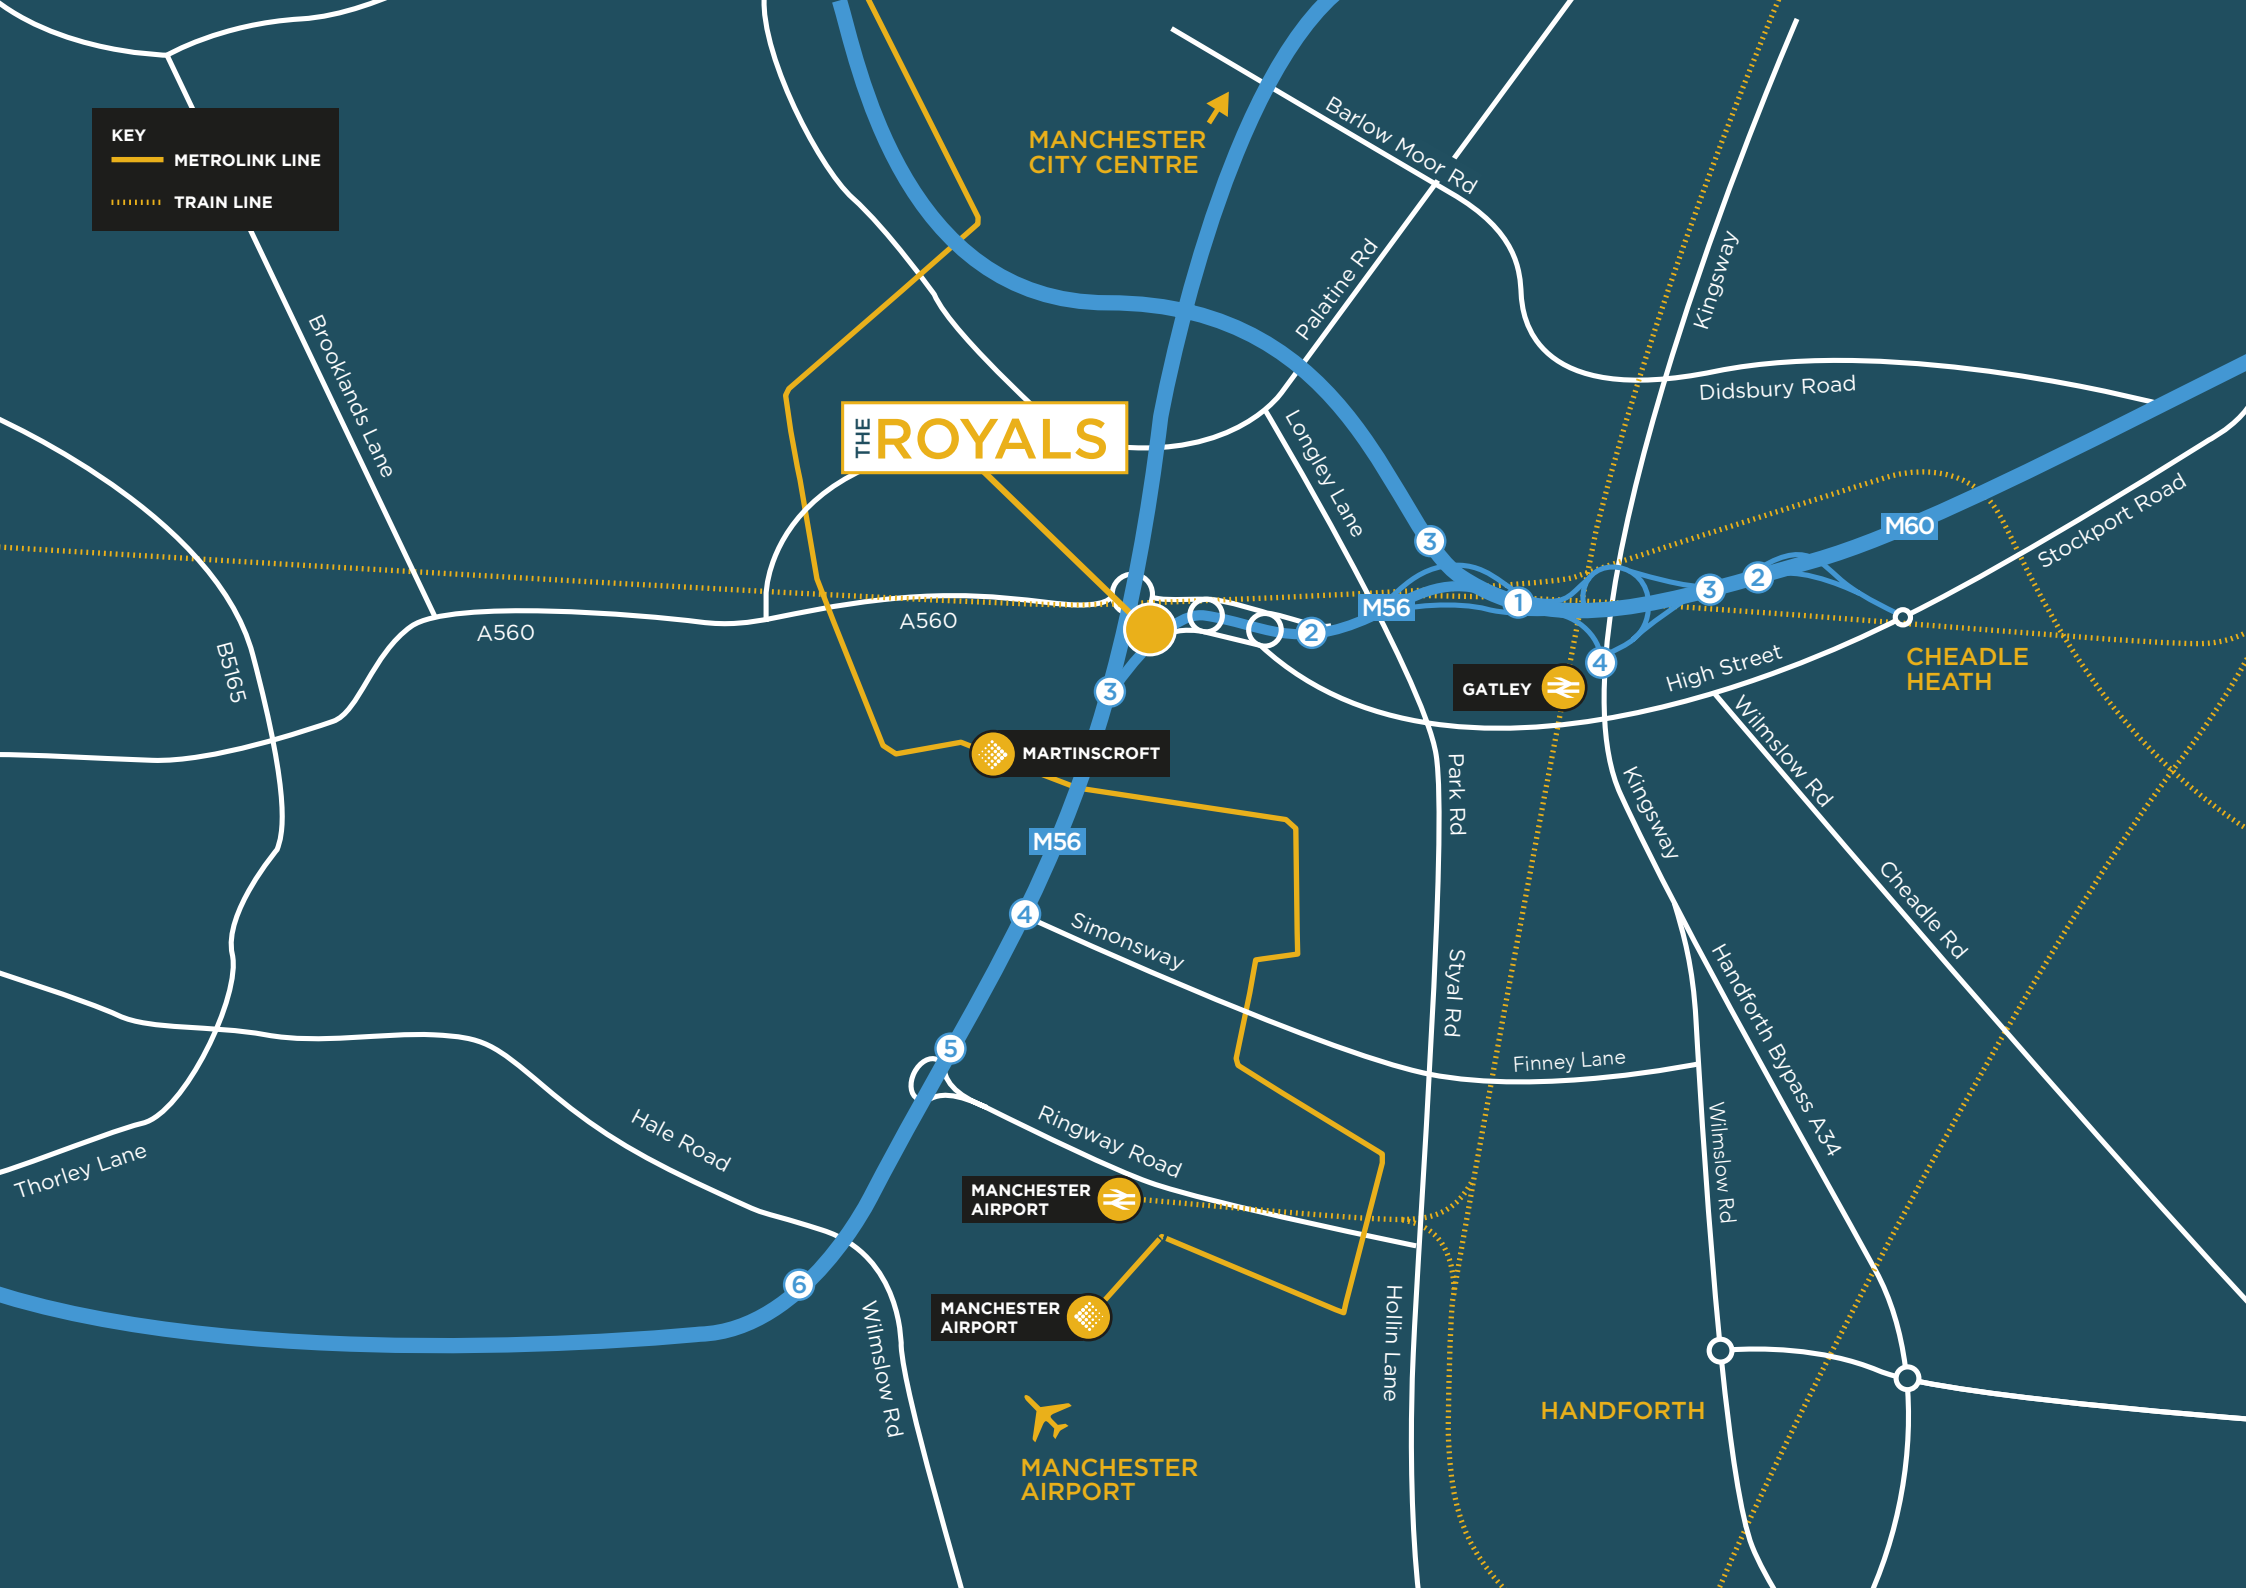 KEY
METROLINK LINE
TRAIN LINE
MANCHESTER
CITY CENTRE
Barlow Moor Rd
Palatine Rd
Kingsway
Brooklands Lane
Didsbury Road
THE ROYALS
Longley Lane
3
M60
Stockport Road
M56
1
3
2
A560
A560
2
B5165
3
GATLEY
4
High Street
CHEADLE
HEATH
MARTINSCROFT
Park Rd
Kingsway
Wilmslow Rd
M56
4
Simonsway
Cheadle Rd
Styal Rd
Handforth Bypass A34
5
Finney Lane
Hale Road
Ringway Road
Wilmslow Rd
Thorley Lane
MANCHESTER
AIRPORT
6
MANCHESTER
AIRPORT
Hollin Lane
Wilmslow Rd
HANDFORTH
MANCHESTER
AIRPORT